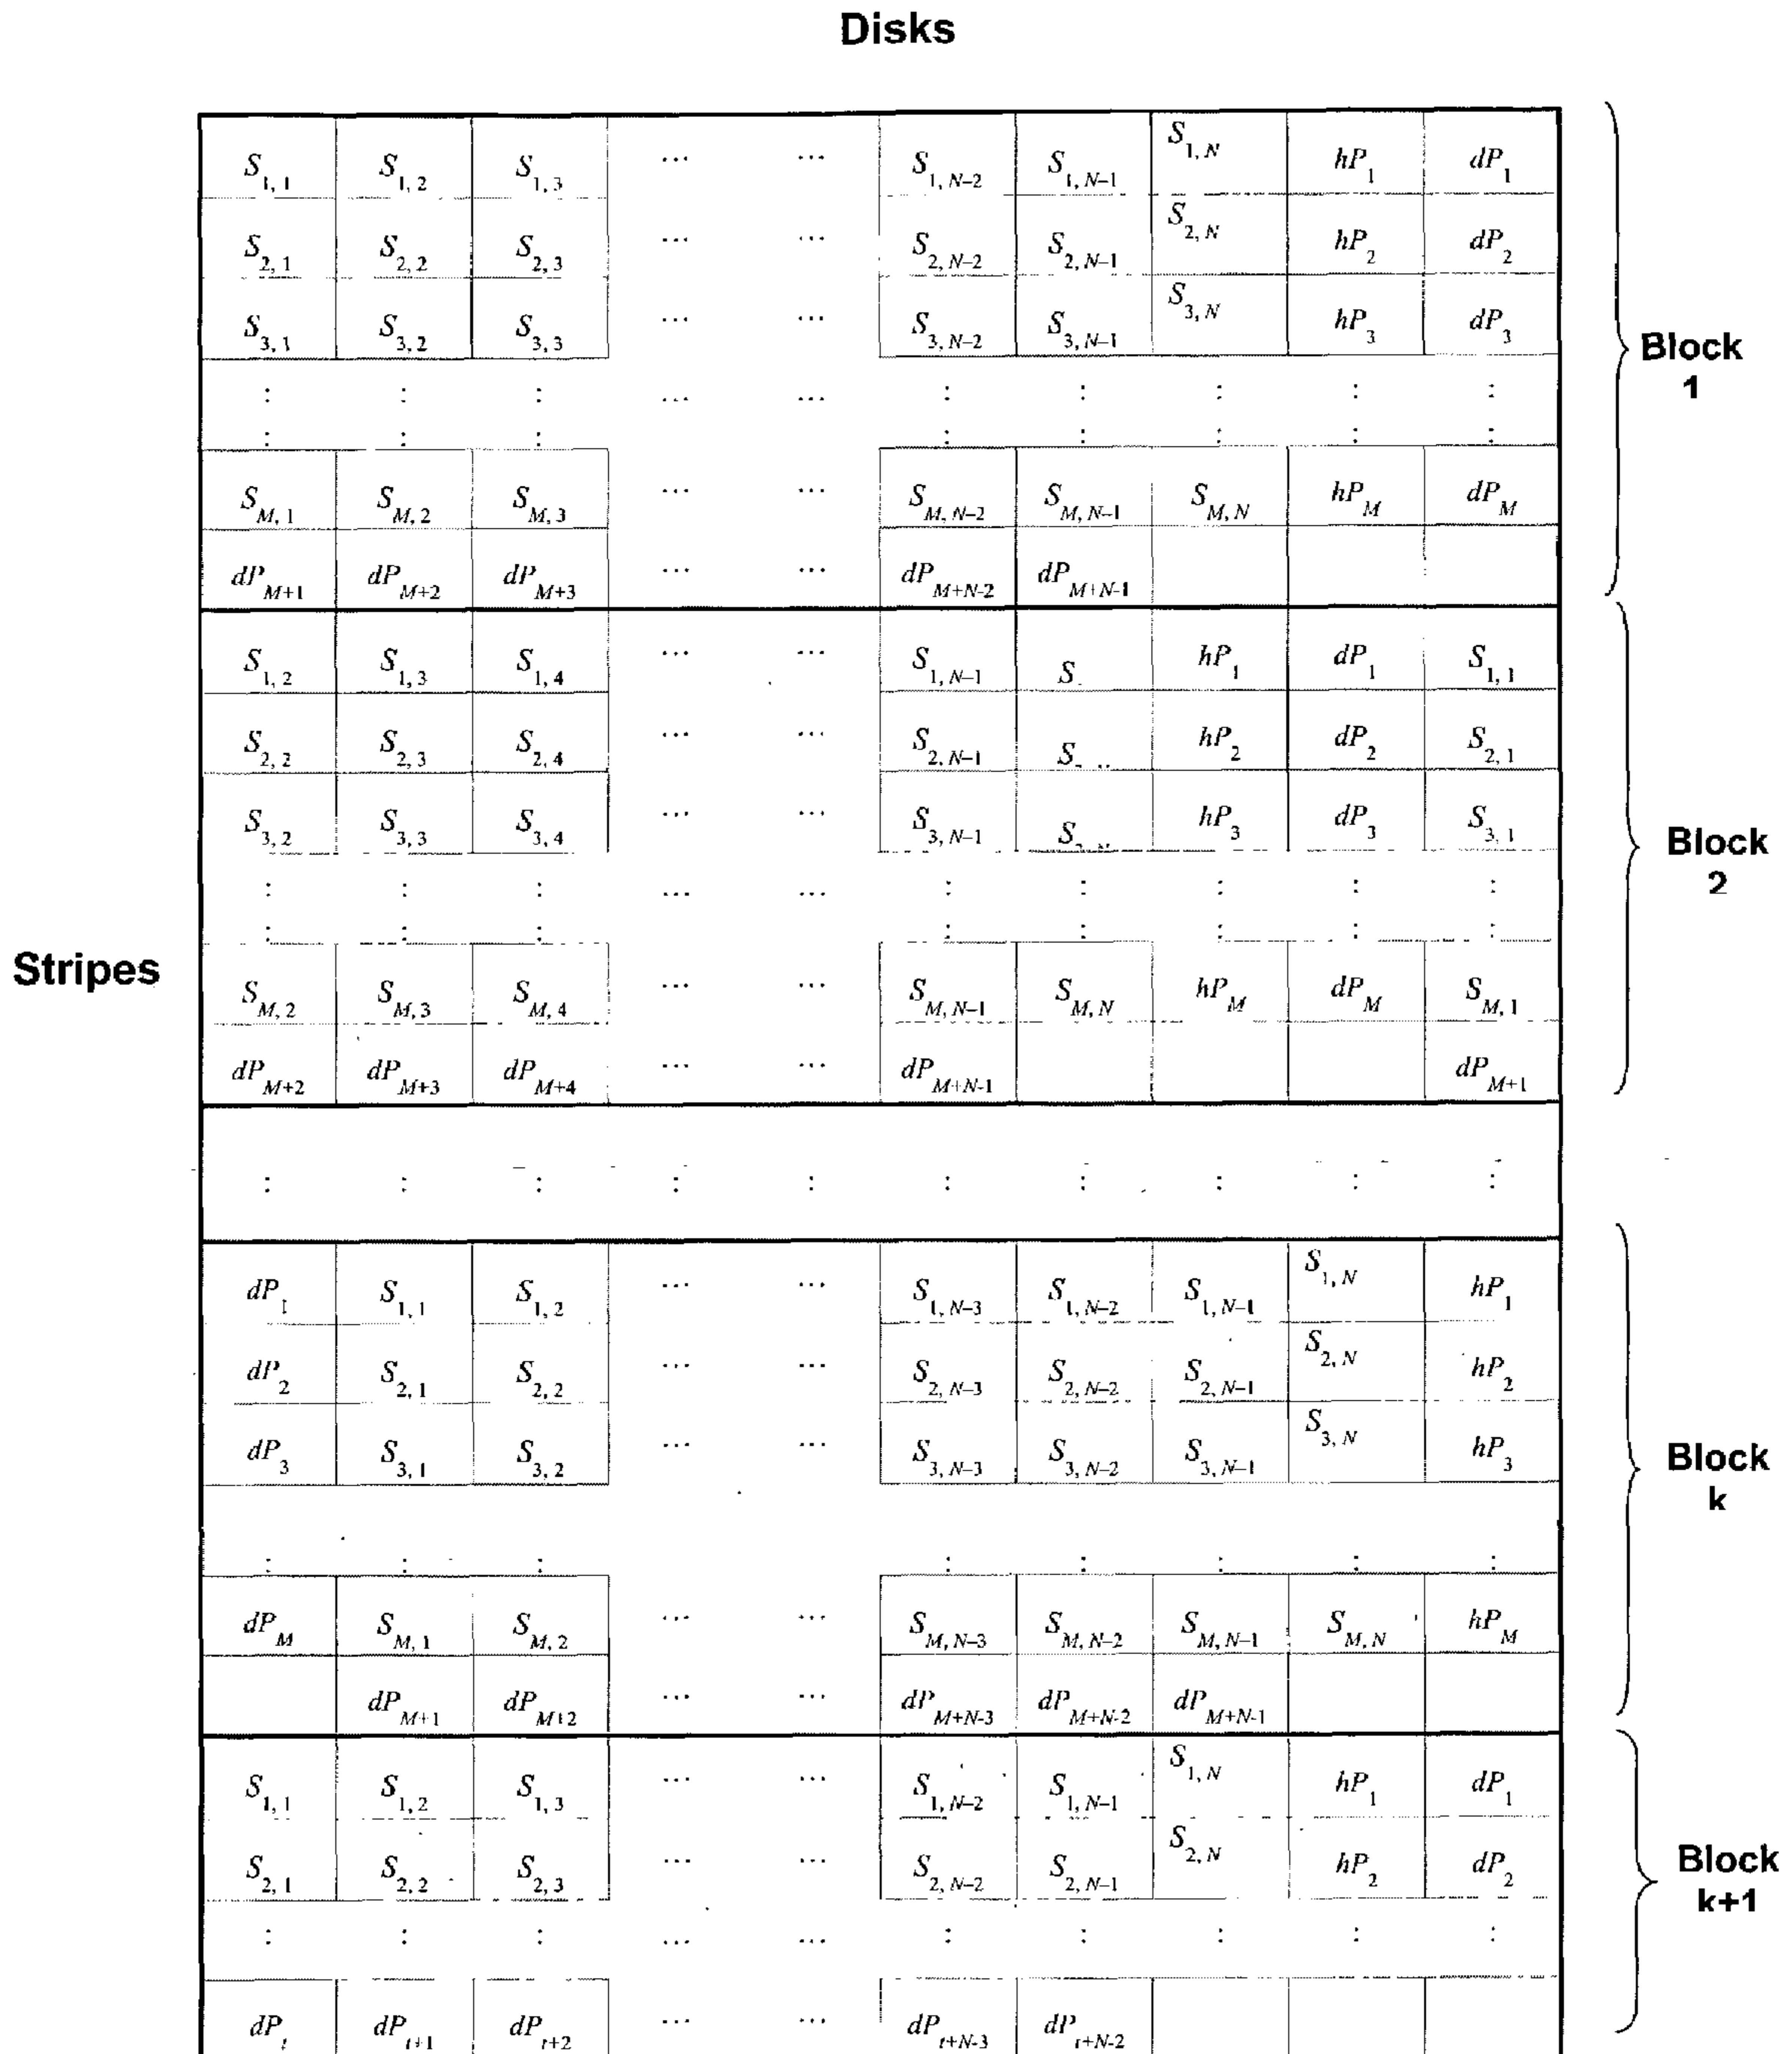 Disks
S1,1 S1,2 S1,3 ... ... S1,N-2 S1,N-1 S1,N hP1 dP1
S2,1 S2,2 S2,3 ... ... S2,N-2 S2,N-1 S2,N hP2 dP2
S3,1 S3,2 S3,3 ... ... S3,N-2 S3,N-1 S3,N hP3 dP3
Block
1
: : : ... ... : : : : :
SM,1 SM,2 SM,3 ... ... SM,N-2 SM,N-1 SM,N hPM dPM
dPM+1 dPM+2 dPM+3 ... ... dPM+N-2 dPM+N-1
S1,2 S1,3 S1,4 ... ... S1,N-1 S hP1 dP1 S1,1
S2,2 S2,3 S2,4 ... ... S2,N-1 S hP2 dP2 S2,1
S3,2 S3,3 S3,4 ... ... S3,N-1 S hP3 dP3 S3,1
Block
2
: : : ... ... : : : : :
Stripes
SM,2 SM,3 SM,4 ... ... SM,N-1 SM,N hPM dPM SM,1
dPM+2 dPM+3 dPM+4 ... ... dPM+N-1 dPM+1
: : : : : : : : : :
dP1 S1,1 S1,2 ... ... S1,N-3 S1,N-2 S1,N-1 S1,N hP1
dP2 S2,1 S2,2 ... ... S2,N-3 S2,N-2 S2,N-1 S2,N hP2
dP3 S3,1 S3,2 ... ... S3,N-3 S3,N-2 S3,N-1 S3,N hP3
Block
k
: : : : : : : :
dPM SM,1 SM,2 ... ... SM,N-3 SM,N-2 SM,N-1 SM,N hPM
dPM+1 dPM+2 ... ... dPM+N-3 dPM+N-2 dPM+N-1
S1,1 S1,2 S1,3 ... ... S1,N-2 S1,N-1 S1,N hP1 dP1
S2,1 S2,2 S2,3 ... ... S2,N-2 S2,N-1 S2,N hP2 dP2
Block
k+1
: : : ... ... : : : : :
dPt dPt+1 dPt+2 ... ... dPt+N-3 dPt+N-2